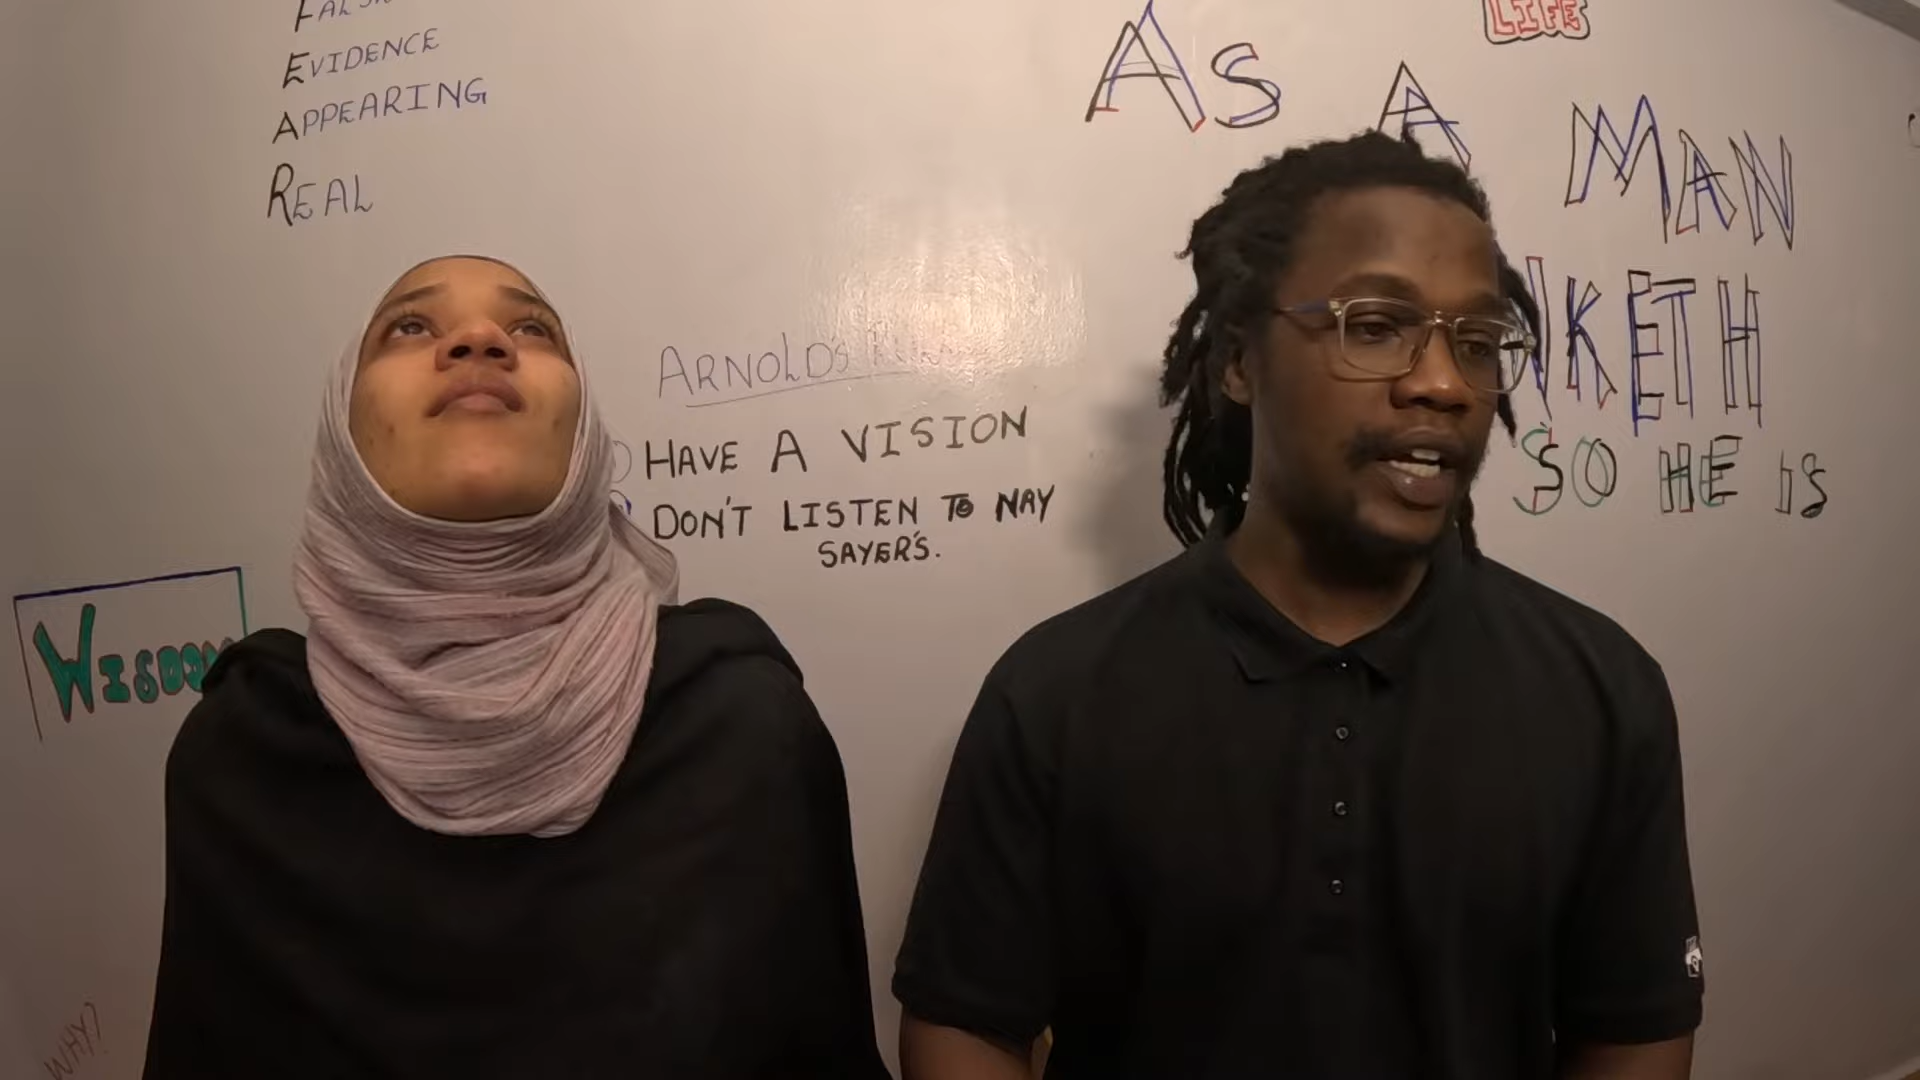 EVIDENCE
APPEARING
REAL
ARNOLD'S
HAVE A VISION
DON'T LISTEN TO NAY
SAYER'S.
WISDOM
WHY?
LIFE
AS A MAN
KETH
SO HE IS